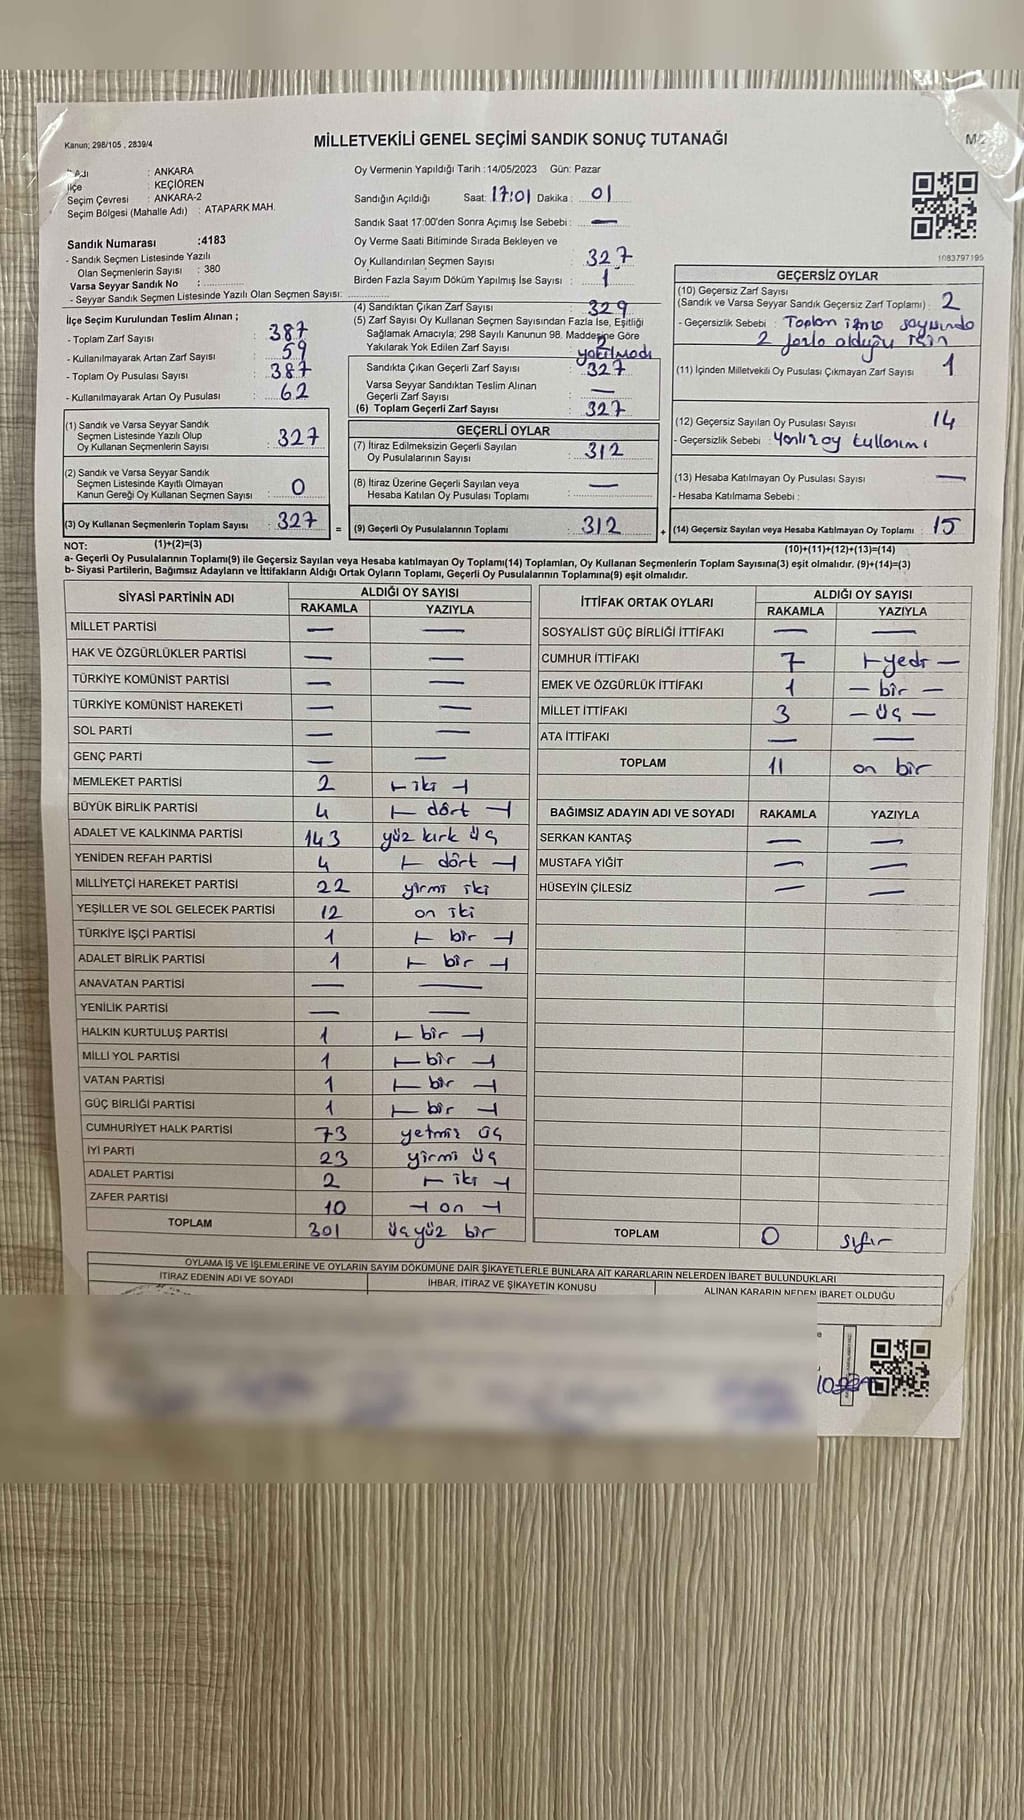 Kanun; 298/105 , 2839/4
MİLLETVEKİLİ GENEL SEÇİMİ SANDIK SONUÇ TUTANAĞI
: ANKARA
İlçe : KEÇİÖREN
Seçim Çevresi : ANKARA-2
Seçim Bölgesi (Mahalle Adı) : ATAPARK MAH.
Sandık Numarası :4183
- Sandık Seçmen Listesinde Yazılı
Olan Seçmenlerin Sayısı : 380
Varsa Seyyar Sandık No :
- Seyyar Sandık Seçmen Listesinde Yazılı Olan Seçmen Sayısı:
İlçe Seçim Kurulundan Teslim Alınan ;
- Toplam Zarf Sayısı : 387
- Kullanılmayarak Artan Zarf Sayısı : 59
- Toplam Oy Pusulası Sayısı : 387
- Kullanılmayarak Artan Oy Pusulası : 62
(1) Sandık ve Varsa Seyyar Sandık
Seçmen Listesinde Yazılı Olup
Oy Kullanan Seçmenlerin Sayısı : 327
(2) Sandık ve Varsa Seyyar Sandık
Seçmen Listesinde Kayıtlı Olmayan
Kanun Gereği Oy Kullanan Seçmen Sayısı : 0
(3) Oy Kullanan Seçmenlerin Toplam Sayısı : 327 =
Oy Vermenin Yapıldığı Tarih : 14/05/2023 Gün: Pazar
Sandığın Açıldığı Saat: 17:01 Dakika : 01
Sandık Saat 17:00'den Sonra Açımış İse Sebebi : —
Oy Verme Saati Bitiminde Sırada Bekleyen ve
Oy Kullandırılan Seçmen Sayısı : 327
Birden Fazla Sayım Döküm Yapılmış İse Sayısı : 1
(4) Sandıktan Çıkan Zarf Sayısı : 329
(5) Zarf Sayısı Oy Kullanan Seçmen Sayısından Fazla İse, Eşitliği
Sağlamak Amacıyla; 298 Sayılı Kanunun 98. Maddesine Göre
Yakılarak Yok Edilen Zarf Sayısı : 2 yakılmadı
Sandıkta Çıkan Geçerli Zarf Sayısı : 327
Varsa Seyyar Sandıktan Teslim Alınan
Geçerli Zarf Sayısı : —
(6) Toplam Geçerli Zarf Sayısı : 327
GEÇERLİ OYLAR
(7) İtiraz Edilmeksizin Geçerli Sayılan
Oy Pusulalarının Sayısı : 312
(8) İtiraz Üzerine Geçerli Sayılan veya
Hesaba Katılan Oy Pusulası Toplamı : —
(9) Geçerli Oy Pusulalarının Toplamı : 312 +
1083797195
GEÇERSİZ OYLAR
(10) Geçersiz Zarf Sayısı
(Sandık ve Varsa Seyyar Sandık Geçersiz Zarf Toplamı) : 2
- Geçersizlik Sebebi : Toplam imza sayısında
2 fazla olduğu için
(11) İçinden Milletvekili Oy Pusulası Çıkmayan Zarf Sayısı : 1
(12) Geçersiz Sayılan Oy Pusulası Sayısı : 14
- Geçersizlik Sebebi : Yanlız oy kullanımı
(13) Hesaba Katılmayan Oy Pusulası Sayısı : —
- Hesaba Katılmama Sebebi :
(14) Geçersiz Sayılan veya Hesaba Katılmayan Oy Toplamı : 15
NOT: (1)+(2)=(3) (10)+(11)+(12)+(13)=(14)
a- Geçerli Oy Pusulalarının Toplamı(9) ile Geçersiz Sayılan veya Hesaba katılmayan Oy Toplamı(14) Toplamları, Oy Kullanan Seçmenlerin Toplam Sayısına(3) eşit olmalıdır. (9)+(14)=(3)
b- Siyasi Partilerin, Bağımsız Adayların ve İttifakların Aldığı Ortak Oyların Toplamı, Geçerli Oy Pusulalarının Toplamına(9) eşit olmalıdır.
SİYASİ PARTİNİN ADI ALDIĞI OY SAYISI
RAKAMLA YAZIYLA
MİLLET PARTİSİ — —
HAK VE ÖZGÜRLÜKLER PARTİSİ — —
TÜRKİYE KOMÜNİST PARTİSİ — —
TÜRKİYE KOMÜNİST HAREKETİ — —
SOL PARTİ — —
GENÇ PARTİ — —
MEMLEKET PARTİSİ 2 iki
BÜYÜK BİRLİK PARTİSİ 4 dört
ADALET VE KALKINMA PARTİSİ 143 yüz kırk üç
YENİDEN REFAH PARTİSİ 4 dört
MİLLİYETÇİ HAREKET PARTİSİ 22 yirmi iki
YEŞİLLER VE SOL GELECEK PARTİSİ 12 on iki
TÜRKİYE İŞÇİ PARTİSİ 1 bir
ADALET BİRLİK PARTİSİ 1 bir
ANAVATAN PARTİSİ — —
YENİLİK PARTİSİ — —
HALKIN KURTULUŞ PARTİSİ 1 bir
MİLLİ YOL PARTİSİ 1 bir
VATAN PARTİSİ 1 bir
GÜÇ BİRLİĞİ PARTİSİ 1 bir
CUMHURİYET HALK PARTİSİ 73 yetmiş üç
İYİ PARTİ 23 yirmi üç
ADALET PARTİSİ 2 iki
ZAFER PARTİSİ 10 on
TOPLAM 301 üçyüz bir
İTTİFAK ORTAK OYLARI ALDIĞI OY SAYISI
RAKAMLA YAZIYLA
SOSYALİST GÜÇ BİRLİĞİ İTTİFAKI — —
CUMHUR İTTİFAKI 7 yedi —
EMEK VE ÖZGÜRLÜK İTTİFAKI 1 — bir —
MİLLET İTTİFAKI 3 — üç —
ATA İTTİFAKI — —
TOPLAM 11 on bir
BAĞIMSIZ ADAYIN ADI VE SOYADI RAKAMLA YAZIYLA
SERKAN KANTAŞ — —
MUSTAFA YİĞİT — —
HÜSEYİN ÇİLESİZ — —
TOPLAM 0 sıfır
OYLAMA İŞ VE İŞLEMLERİNE VE OYLARIN SAYIM DÖKÜMÜNE DAİR ŞİKAYETLERLE BUNLARA AİT KARARLARIN NELERDEN İBARET BULUNDUKLARI
İTİRAZ EDENİN ADI VE SOYADI İHBAR, İTİRAZ VE ŞİKAYETİN KONUSU ALINAN KARARIN NEDEN İBARET OLDUĞU